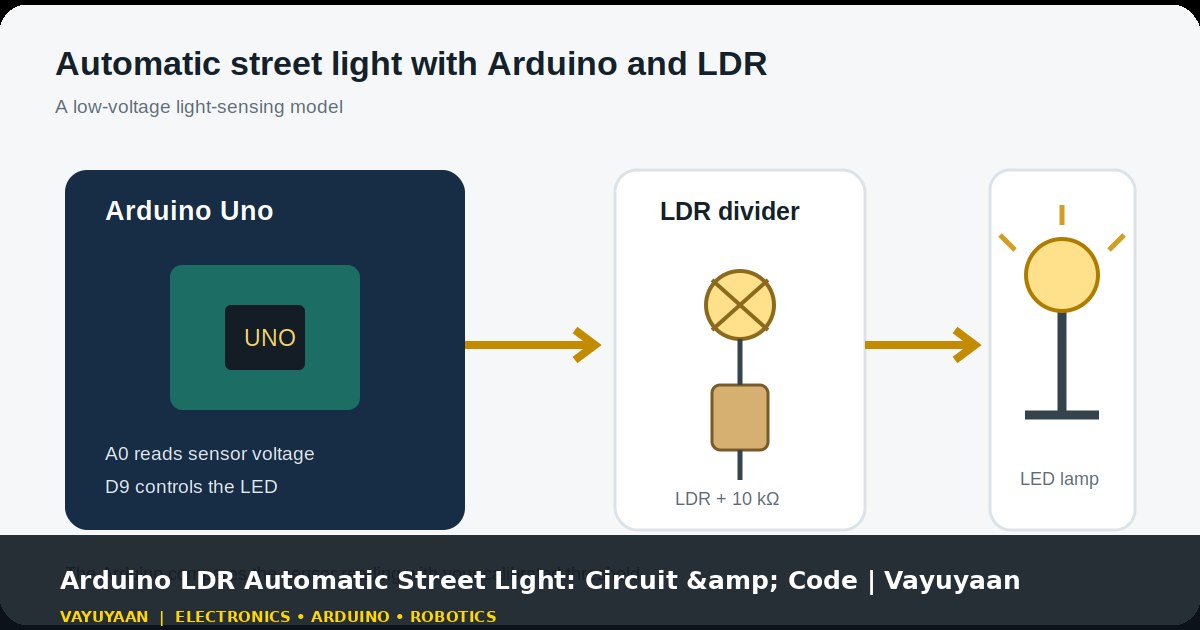 Automatic street light with Arduino and LDR
A low-voltage light-sensing model
Arduino Uno
UNO
A0 reads sensor voltage
D9 controls the LED
LDR divider
LDR + 10 kΩ
LED lamp
Arduino LDR Automatic Street Light: Circuit &amp; Code | Vayuyaan
VAYUYAAN | ELECTRONICS • ARDUINO • ROBOTICS